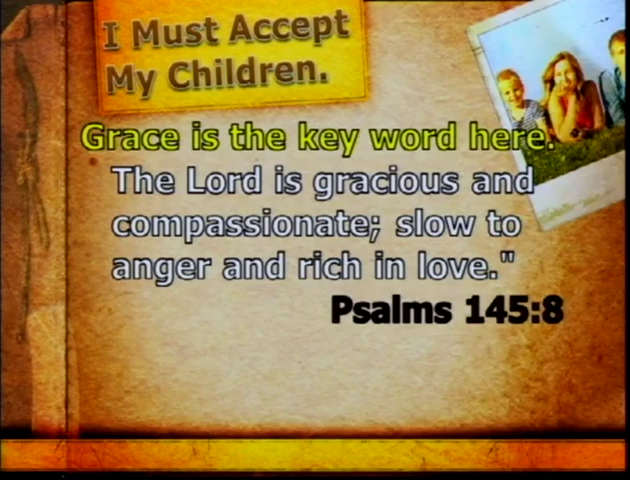 I Must Accept
My Children.
Grace is the key word here.
The Lord is gracious and
compassionate; slow to
anger and rich in love."
Psalms 145:8